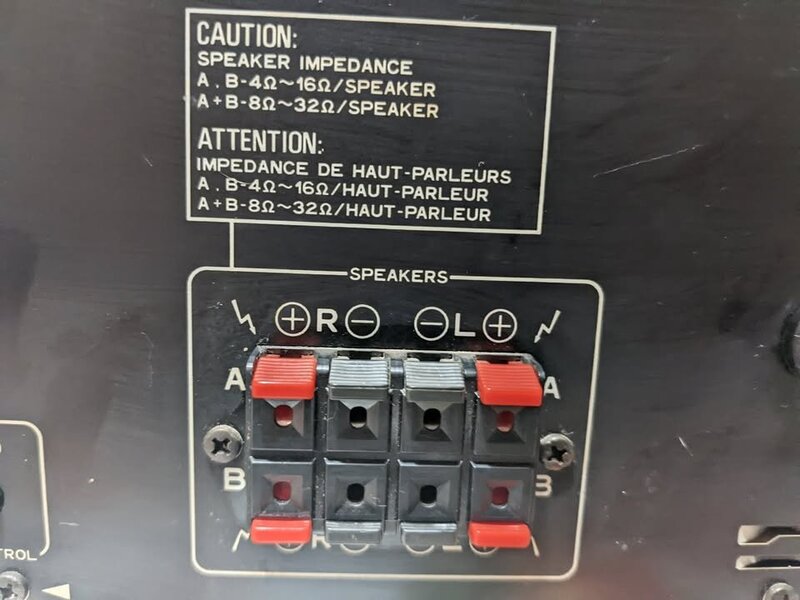 CAUTION:
SPEAKER IMPEDANCE
A . B-4Ω~16Ω/SPEAKER
A+B-8Ω~32Ω/SPEAKER
ATTENTION:
IMPEDANCE DE HAUT-PARLEURS
A . B-4Ω~16Ω/HAUT-PARLEUR
A+B-8Ω~32Ω/HAUT-PARLEUR
SPEAKERS
⊕ R ⊖ ⊖ L ⊕
A A
B B
⊕ R ⊖ ⊖ L ⊕